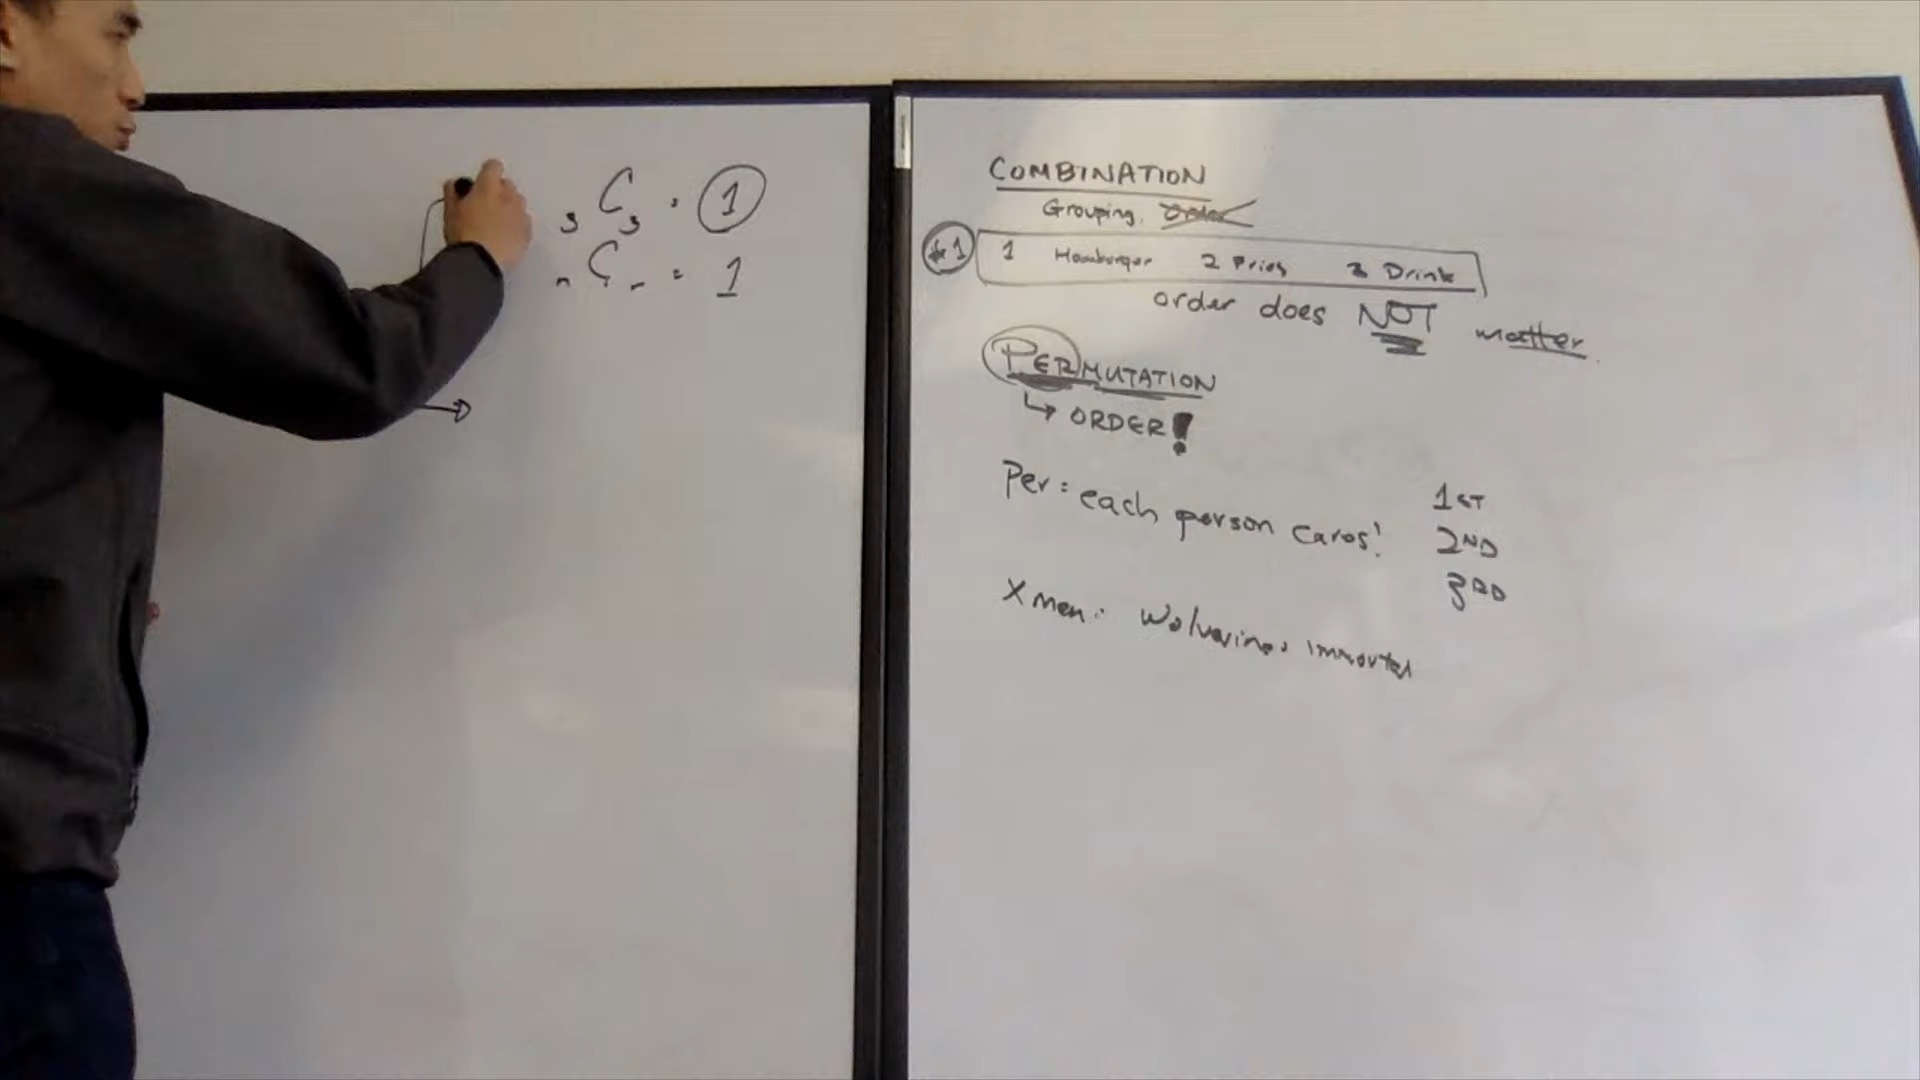 3C3 = 1
nCn = 1
COMBINATION
Grouping, Order
#1 1 Hamburger 2 Fries 3 Drink
order does NOT matter.
PERMUTATION
↳ ORDER!
Per: each person cares!
1ST
2ND
3RD
Xmen: Wolverine: immortal